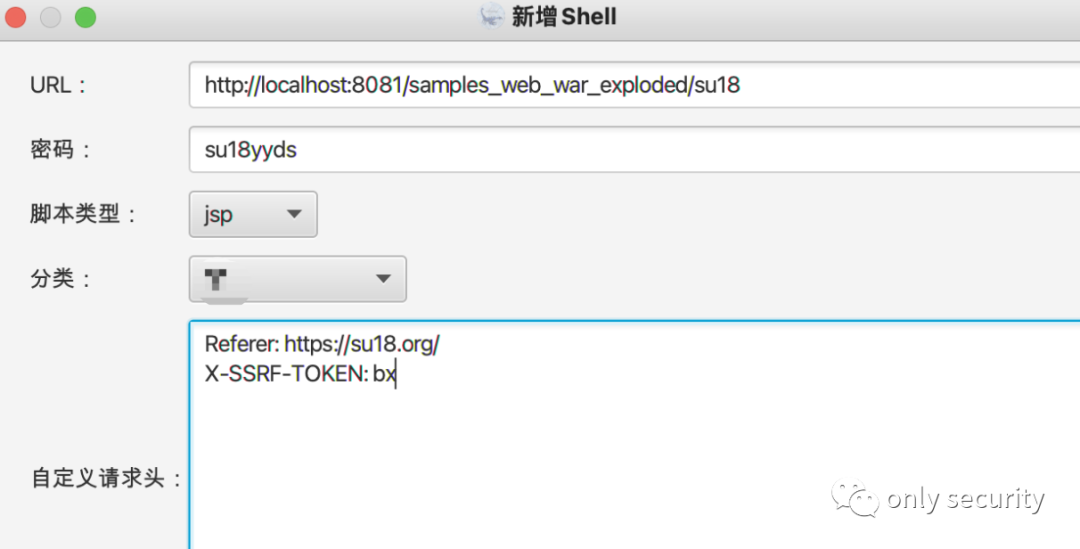 新增Shell
URL：
http://localhost:8081/samples_web_war_exploded/su18
密码：
su18yyds
脚本类型：
jsp
分类：
自定义请求头：
Referer: https://su18.org/
X-SSRF-TOKEN: bx
only security